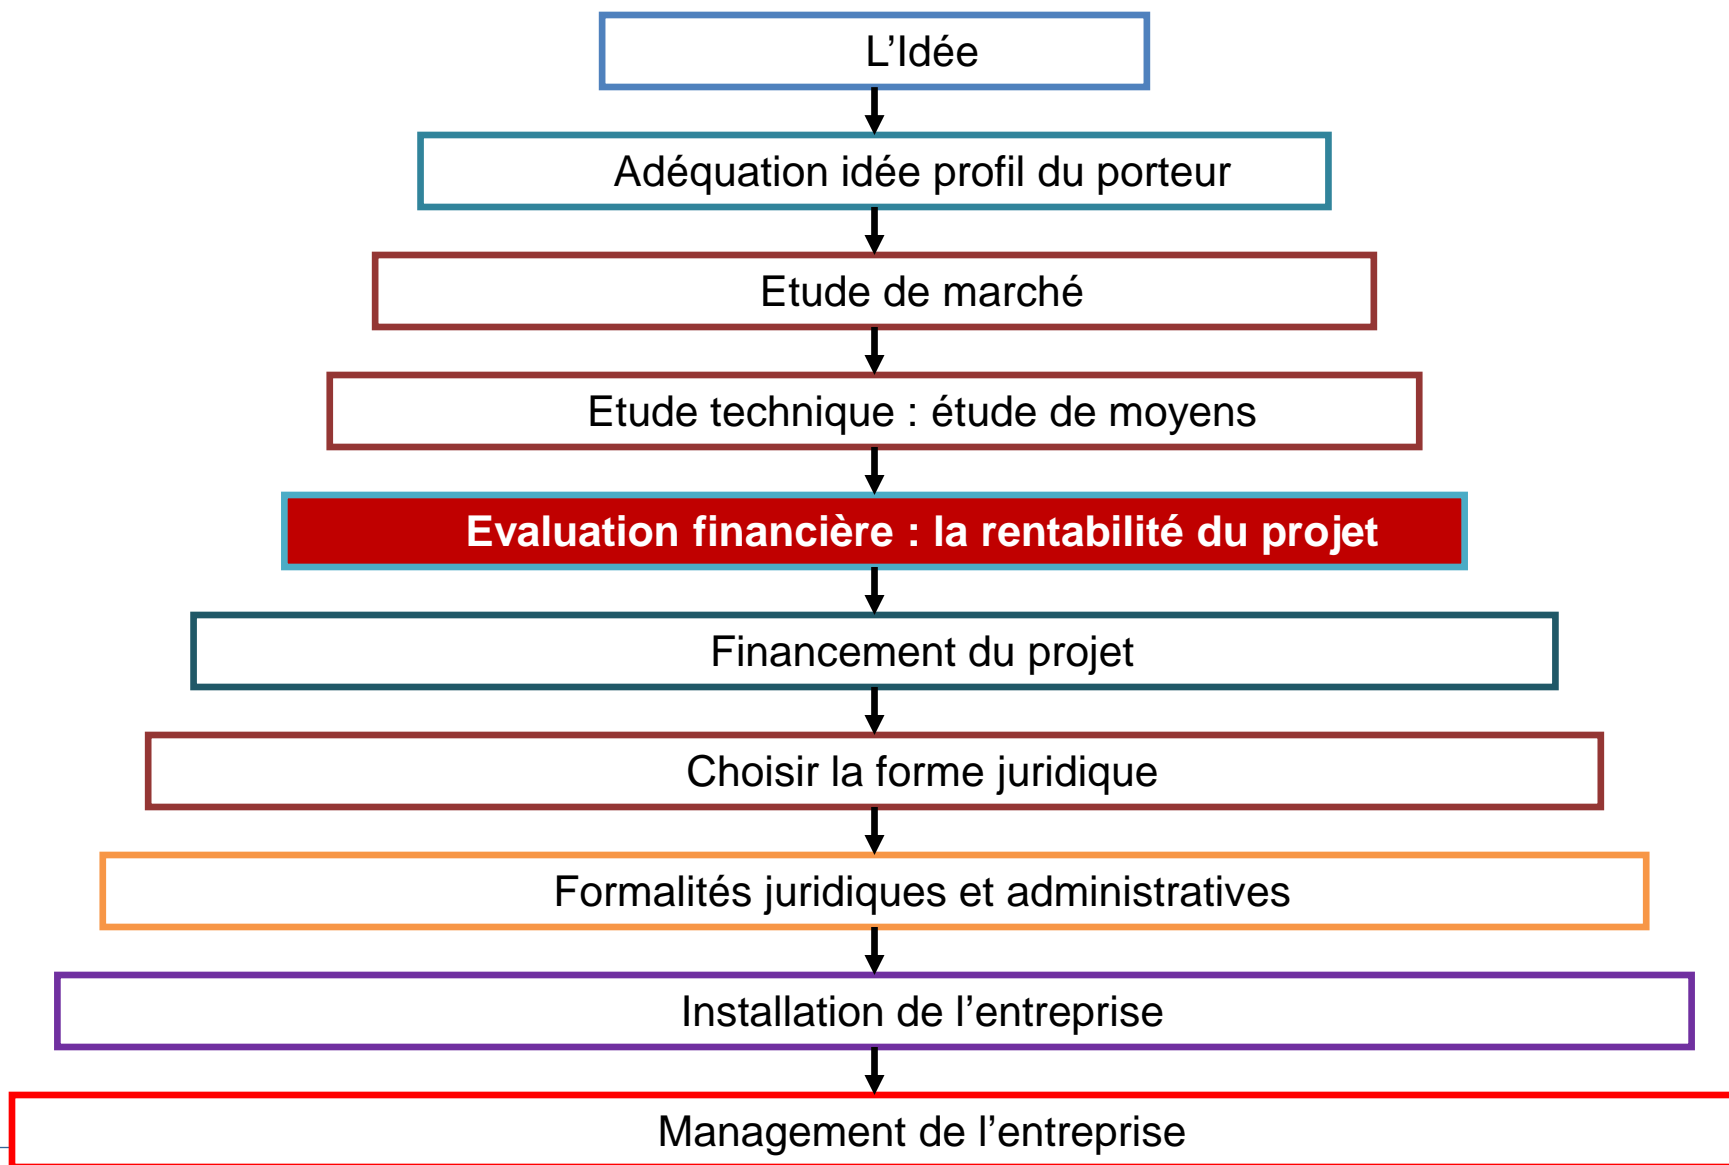 L’Idée
Adéquation idée profil du porteur
Etude de marché
Etude technique : étude de moyens
Evaluation financière : la rentabilité du projet
Financement du projet
Choisir la forme juridique
Formalités juridiques et administratives
Installation de l’entreprise
Management de l’entreprise